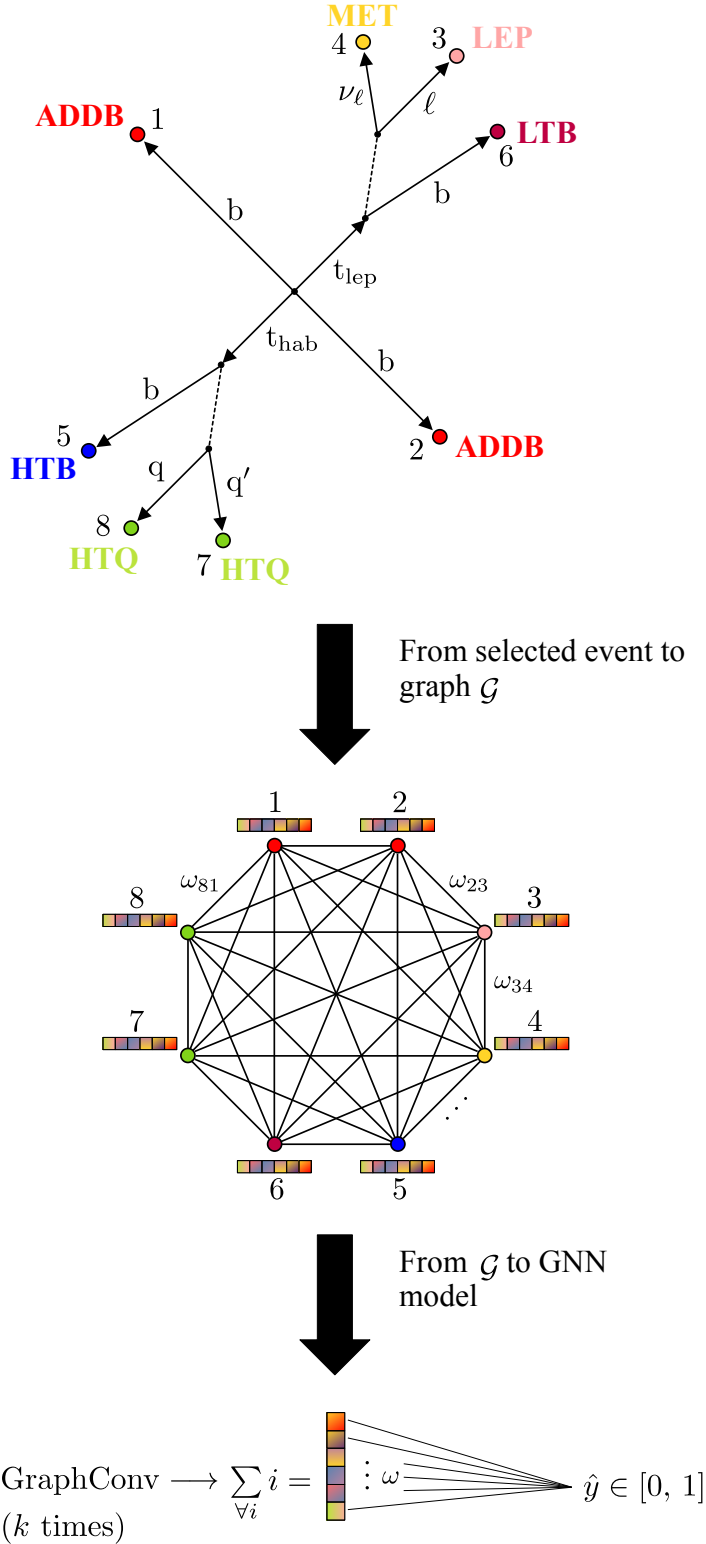 MET
4
3
LEP
ν_ℓ
ℓ
ADDB
1
LTB
6
b
b
t_lep
t_hab
b
b
5
HTB
2
ADDB
q
q′
8
HTQ
7
HTQ
From selected event to
graph 𝒢
1
2
ω_81
ω_23
8
3
ω_34
7
4
⋯
6
5
From 𝒢 to GNN
model
GraphConv ⟶ ∑_{∀i} i = ⋮ ω ŷ ∈ [0, 1]
(k times)